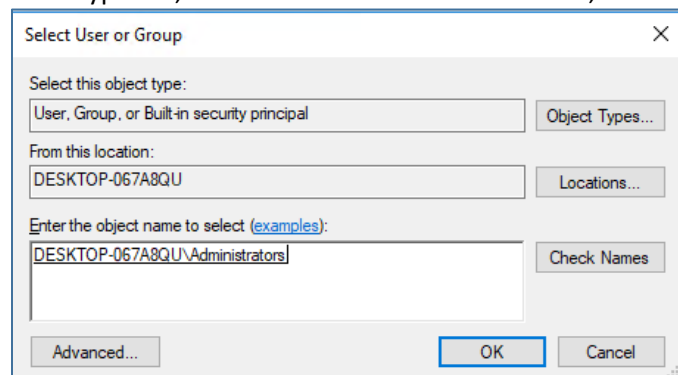 Select User or Group
Select this object type:
User, Group, or Built-in security principal
Object Types...
From this location:
DESKTOP-067A8QU
Locations...
Enter the object name to select (examples):
DESKTOP-067A8QU\Administrators
Check Names
Advanced...
OK
Cancel